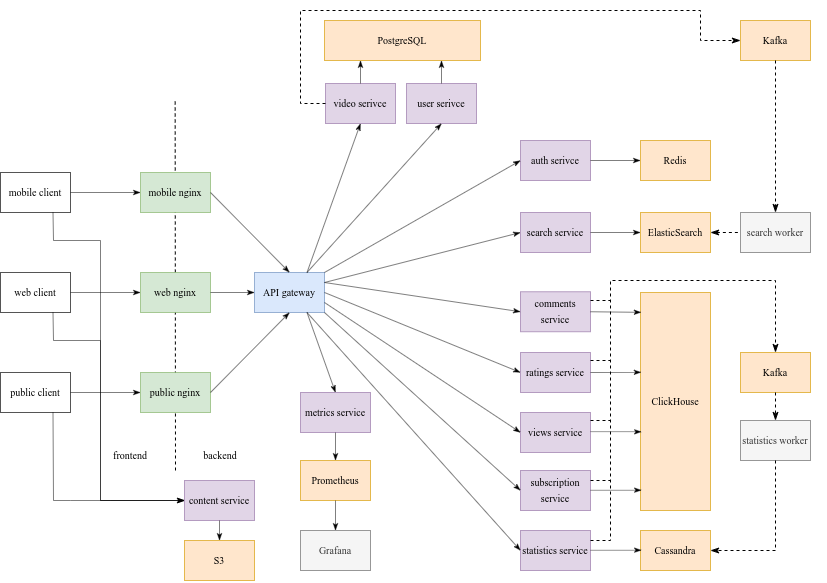 PostgreSQL
Kafka
video serivce
user serivce
auth serivce
Redis
mobile client
mobile nginx
search service
ElasticSearch
search worker
web client
web nginx
API gateway
comments
service
ratings service
ClickHouse
Kafka
public client
public nginx
metrics service
views service
statistics worker
frontend
backend
content service
Prometheus
subscription
service
S3
Grafana
statistics service
Cassandra